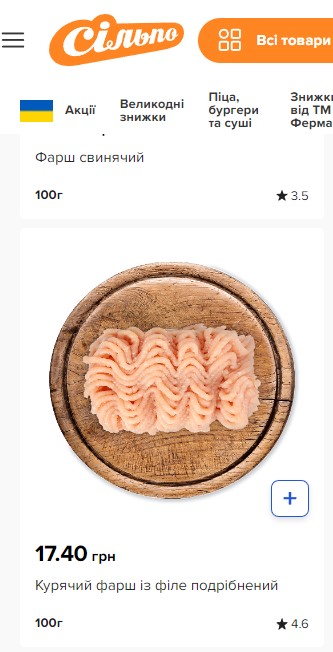 Сільпо
Всі товари
Акції
Великодні
знижки
Піца,
бургери
та суші
Знижк
від ТМ
Ферма
Фарш свинячий
100г
3.5
17.40 грн
Курячий фарш із філе подрібнений
100г
4.6